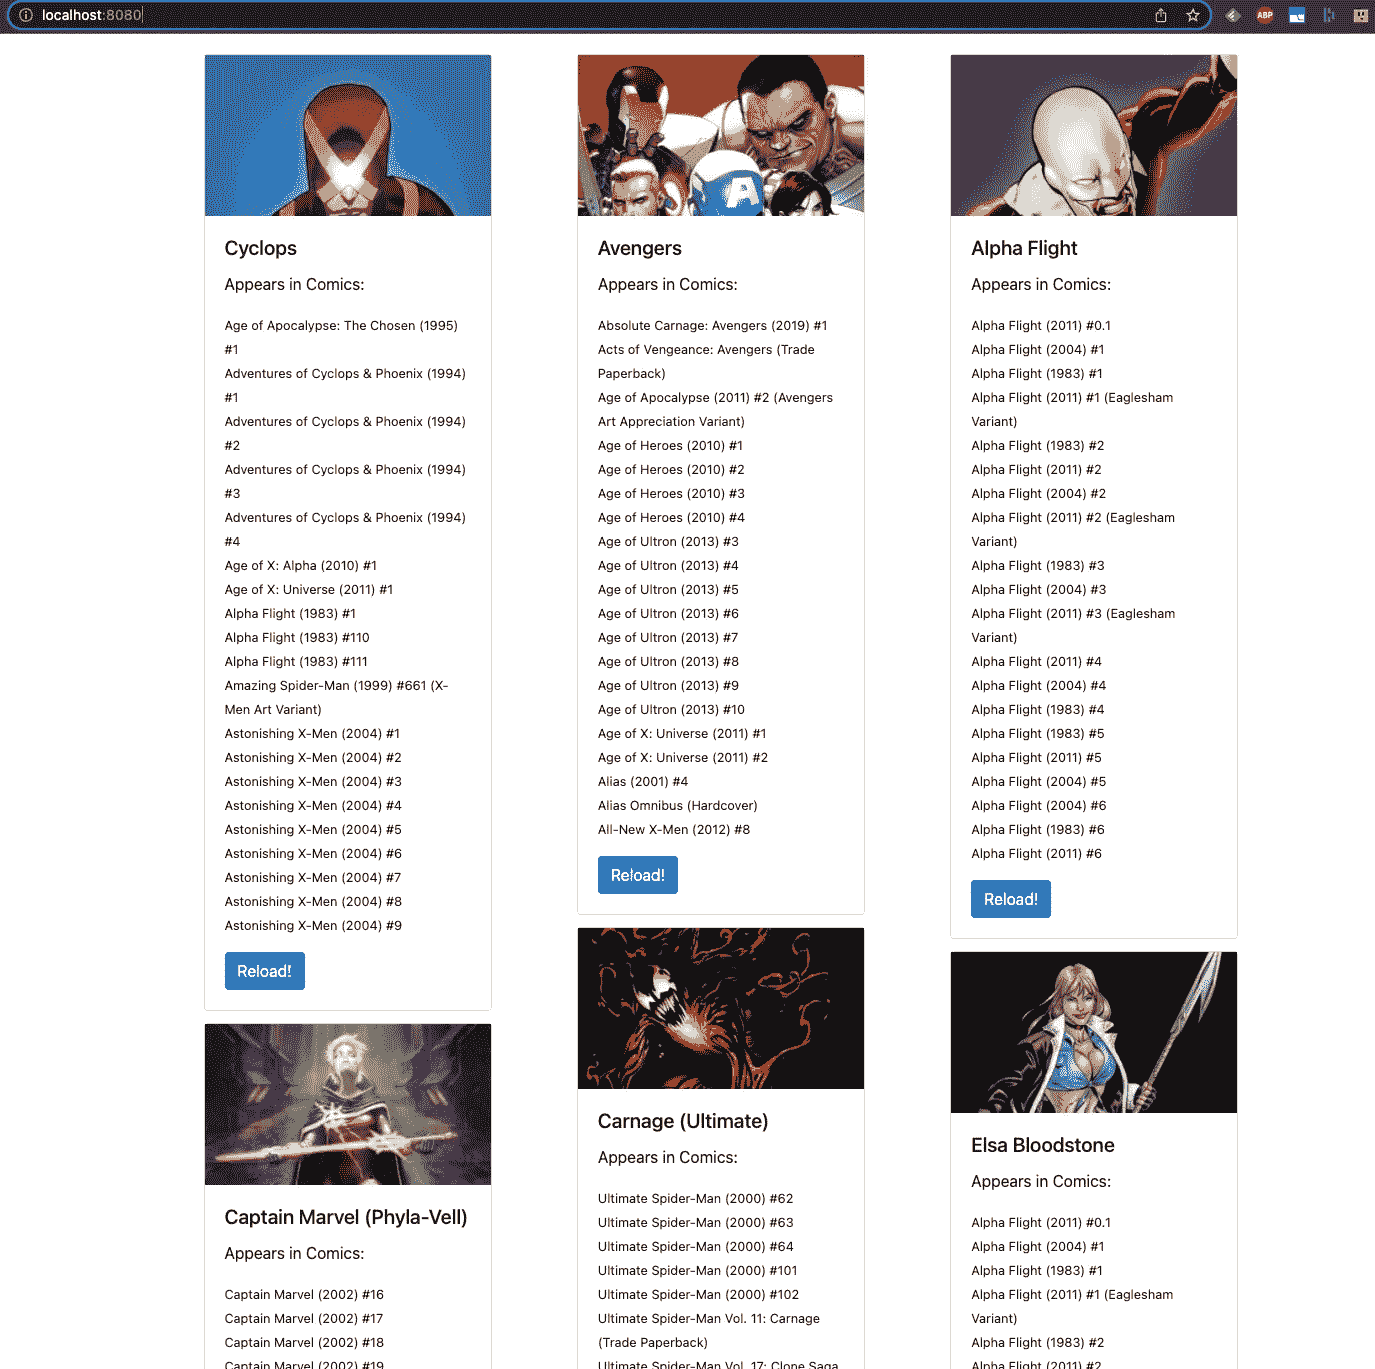 localhost:8080
ABP
Cyclops
Appears in Comics:
Age of Apocalypse: The Chosen (1995)
#1
Adventures of Cyclops & Phoenix (1994)
#1
Adventures of Cyclops & Phoenix (1994)
#2
Adventures of Cyclops & Phoenix (1994)
#3
Adventures of Cyclops & Phoenix (1994)
#4
Age of X: Alpha (2010) #1
Age of X: Universe (2011) #1
Alpha Flight (1983) #1
Alpha Flight (1983) #110
Alpha Flight (1983) #111
Amazing Spider-Man (1999) #661 (X-
Men Art Variant)
Astonishing X-Men (2004) #1
Astonishing X-Men (2004) #2
Astonishing X-Men (2004) #3
Astonishing X-Men (2004) #4
Astonishing X-Men (2004) #5
Astonishing X-Men (2004) #6
Astonishing X-Men (2004) #7
Astonishing X-Men (2004) #8
Astonishing X-Men (2004) #9
Reload!
Captain Marvel (Phyla-Vell)
Appears in Comics:
Captain Marvel (2002) #16
Captain Marvel (2002) #17
Captain Marvel (2002) #18
Captain Marvel (2002) #19
A
Avengers
Appears in Comics:
Absolute Carnage: Avengers (2019) #1
Acts of Vengeance: Avengers (Trade
Paperback)
Age of Apocalypse (2011) #2 (Avengers
Art Appreciation Variant)
Age of Heroes (2010) #1
Age of Heroes (2010) #2
Age of Heroes (2010) #3
Age of Heroes (2010) #4
Age of Ultron (2013) #3
Age of Ultron (2013) #4
Age of Ultron (2013) #5
Age of Ultron (2013) #6
Age of Ultron (2013) #7
Age of Ultron (2013) #8
Age of Ultron (2013) #9
Age of Ultron (2013) #10
Age of X: Universe (2011) #1
Age of X: Universe (2011) #2
Alias (2001) #4
Alias Omnibus (Hardcover)
All-New X-Men (2012) #8
Reload!
Carnage (Ultimate)
Appears in Comics:
Ultimate Spider-Man (2000) #62
Ultimate Spider-Man (2000) #63
Ultimate Spider-Man (2000) #64
Ultimate Spider-Man (2000) #101
Ultimate Spider-Man (2000) #102
Ultimate Spider-Man Vol. 11: Carnage
(Trade Paperback)
Ultimate Spider-Man Vol. 17: Clone Saga
Alpha Flight
Appears in Comics:
Alpha Flight (2011) #0.1
Alpha Flight (2004) #1
Alpha Flight (1983) #1
Alpha Flight (2011) #1 (Eaglesham
Variant)
Alpha Flight (1983) #2
Alpha Flight (2011) #2
Alpha Flight (2004) #2
Alpha Flight (2011) #2 (Eaglesham
Variant)
Alpha Flight (1983) #3
Alpha Flight (2004) #3
Alpha Flight (2011) #3 (Eaglesham
Variant)
Alpha Flight (2011) #4
Alpha Flight (2004) #4
Alpha Flight (1983) #4
Alpha Flight (1983) #5
Alpha Flight (2011) #5
Alpha Flight (2004) #5
Alpha Flight (2004) #6
Alpha Flight (1983) #6
Alpha Flight (2011) #6
Reload!
Elsa Bloodstone
Appears in Comics:
Alpha Flight (2011) #0.1
Alpha Flight (2004) #1
Alpha Flight (1983) #1
Alpha Flight (2011) #1 (Eaglesham
Variant)
Alpha Flight (1983) #2
Alpha Flight (2011) #2